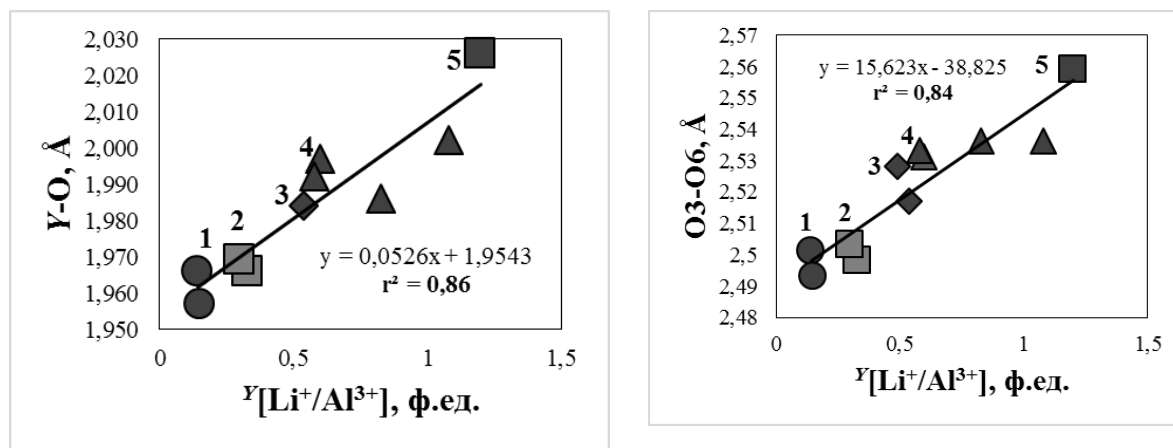 Y-O, Å
2,030
2,020
2,010
2,000
1,990
1,980
1,970
1,960
1,950
5
4
3
2
1
y = 0,0526x + 1,9543
r² = 0,86
0 0,5 1 1,5
Y[Li⁺/Al³⁺], ф.ед.
O3-O6, Å
2,57
2,56
2,55
2,54
2,53
2,52
2,51
2,5
2,49
2,48
y = 15,623x - 38,825
r² = 0,84
5
4
3
1 2
0 0,5 1 1,5
Y[Li⁺/Al³⁺], ф.ед.